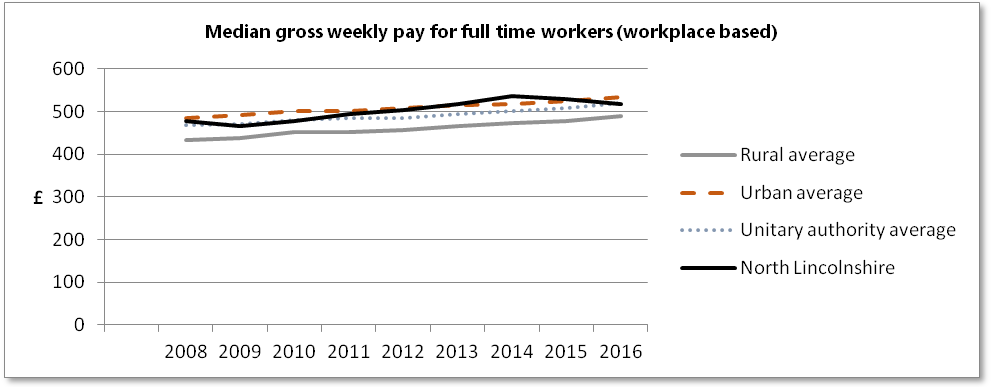 Median gross weekly pay for full time workers (workplace based)
600
500
400
300
200
100
0
£
2008 2009 2010 2011 2012 2013 2014 2015 2016
Rural average
Urban average
Unitary authority average
North Lincolnshire